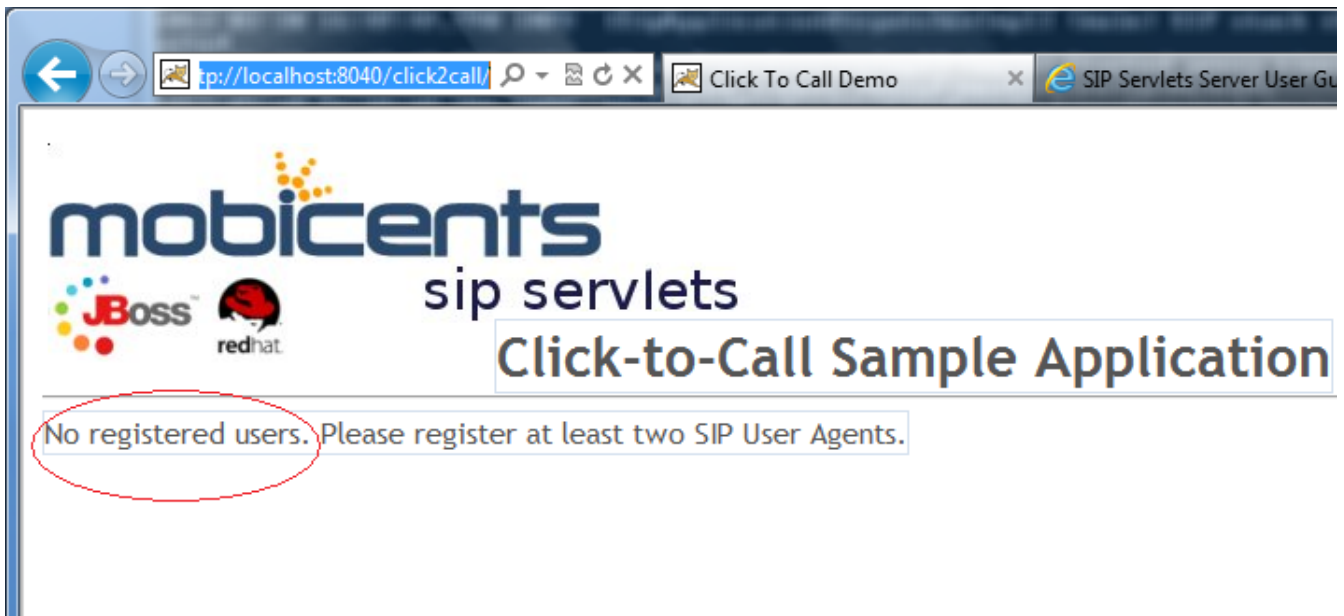 tp://localhost:8040/click2call/
Click To Call Demo
SIP Servlets Server User Gu
mobicents
sip servlets
JBoss™
redhat.
Click-to-Call Sample Application
No registered users. Please register at least two SIP User Agents.